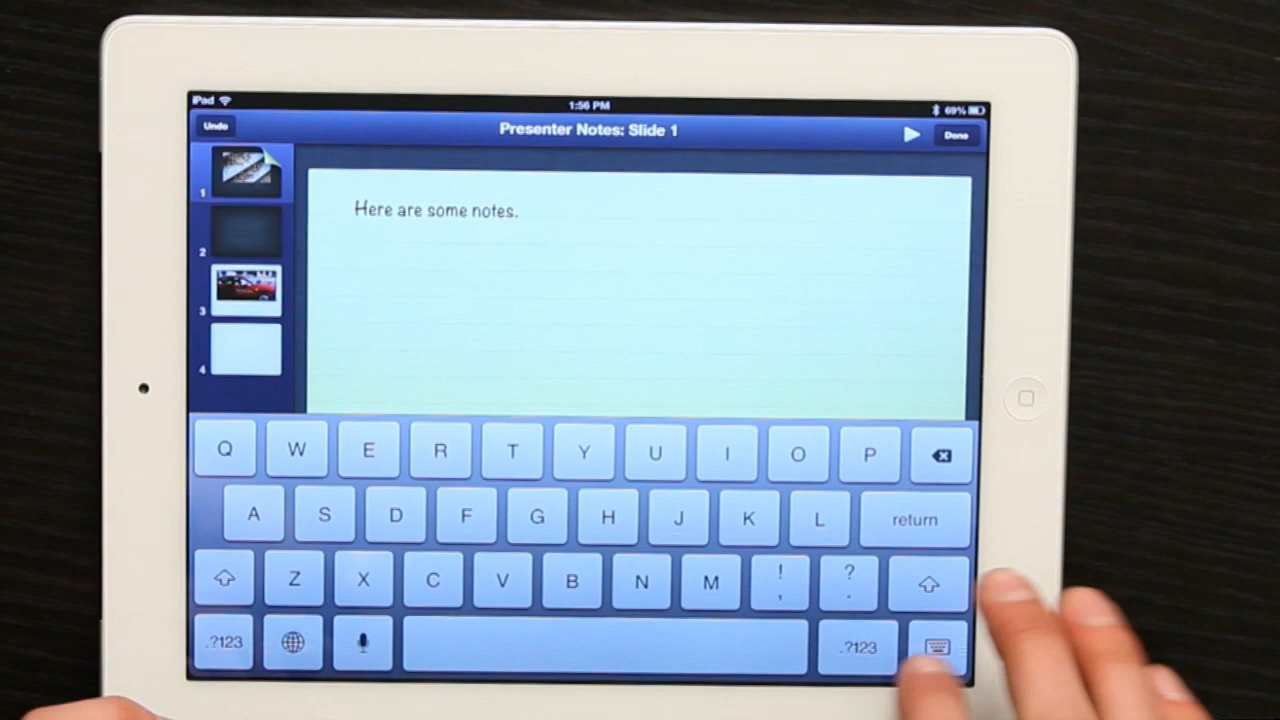 iPad 1:56 PM 69%
Undo Presenter Notes: Slide 1 Done
1
2
3
4
Here are some notes.
Q W E R T Y U I O P
A S D F G H J K L return
Z X C V B N M ! , ? .
.?123 .?123